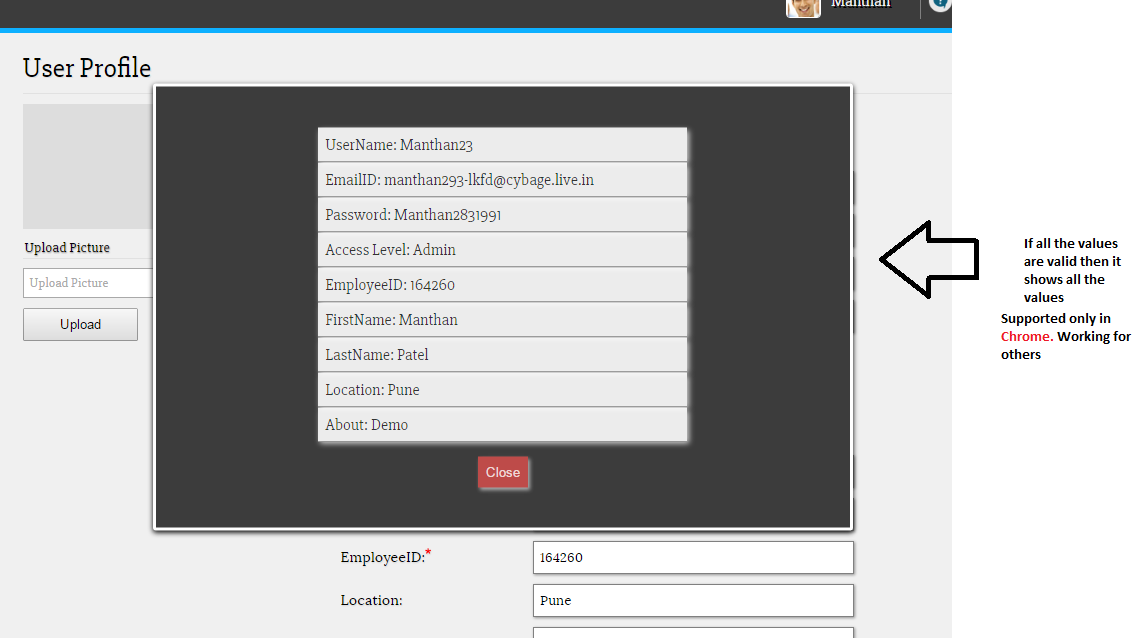 Manthan
User Profile
UserName: Manthan23
EmailID: manthan293-lkfd@cybage.live.in
Password: Manthan2831991
Access Level: Admin
EmployeeID: 164260
FirstName: Manthan
LastName: Patel
Location: Pune
About: Demo
Close
Upload Picture
Upload Picture
Upload
EmployeeID:*
164260
Location:
Pune
If all the values
are valid then it
shows all the
values
Supported only in
Chrome. Working for
others